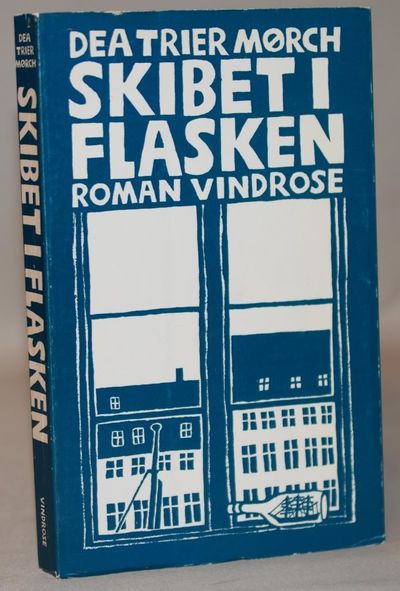 DEA TRIER MØRCH
SKIBET I
FLASKEN
ROMAN VINDROSE
DEA
TRIER
MØRCH
SKIBET I FLASKEN
VINDROSE